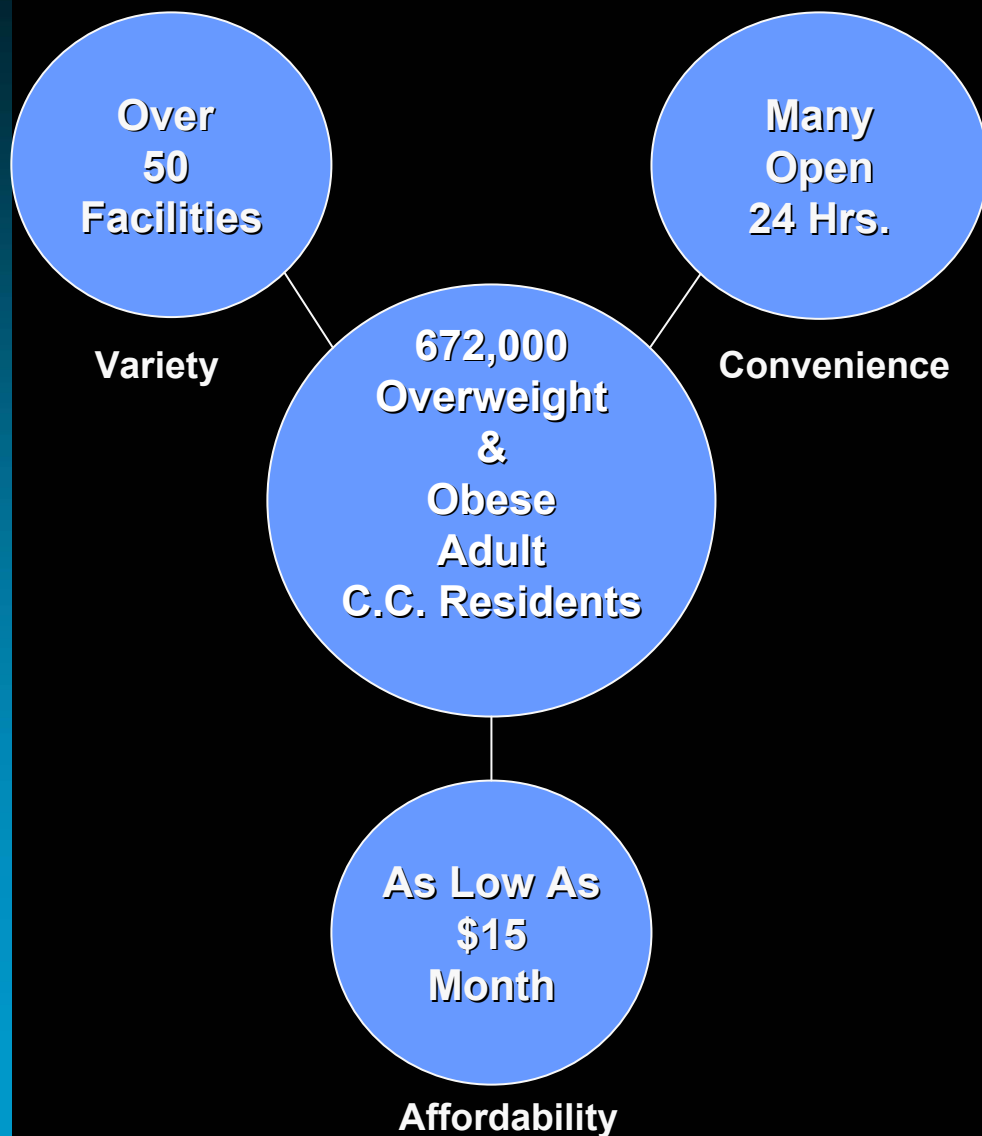 Over
50
Facilities
Variety
Many
Open
24 Hrs.
Convenience
672,000
Overweight
&
Obese
Adult
C.C. Residents
As Low As
$15
Month
Affordability